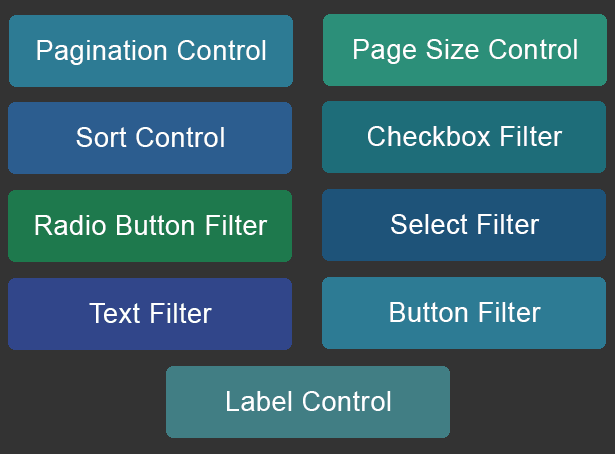 Pagination Control
Page Size Control
Sort Control
Checkbox Filter
Radio Button Filter
Select Filter
Text Filter
Button Filter
Label Control